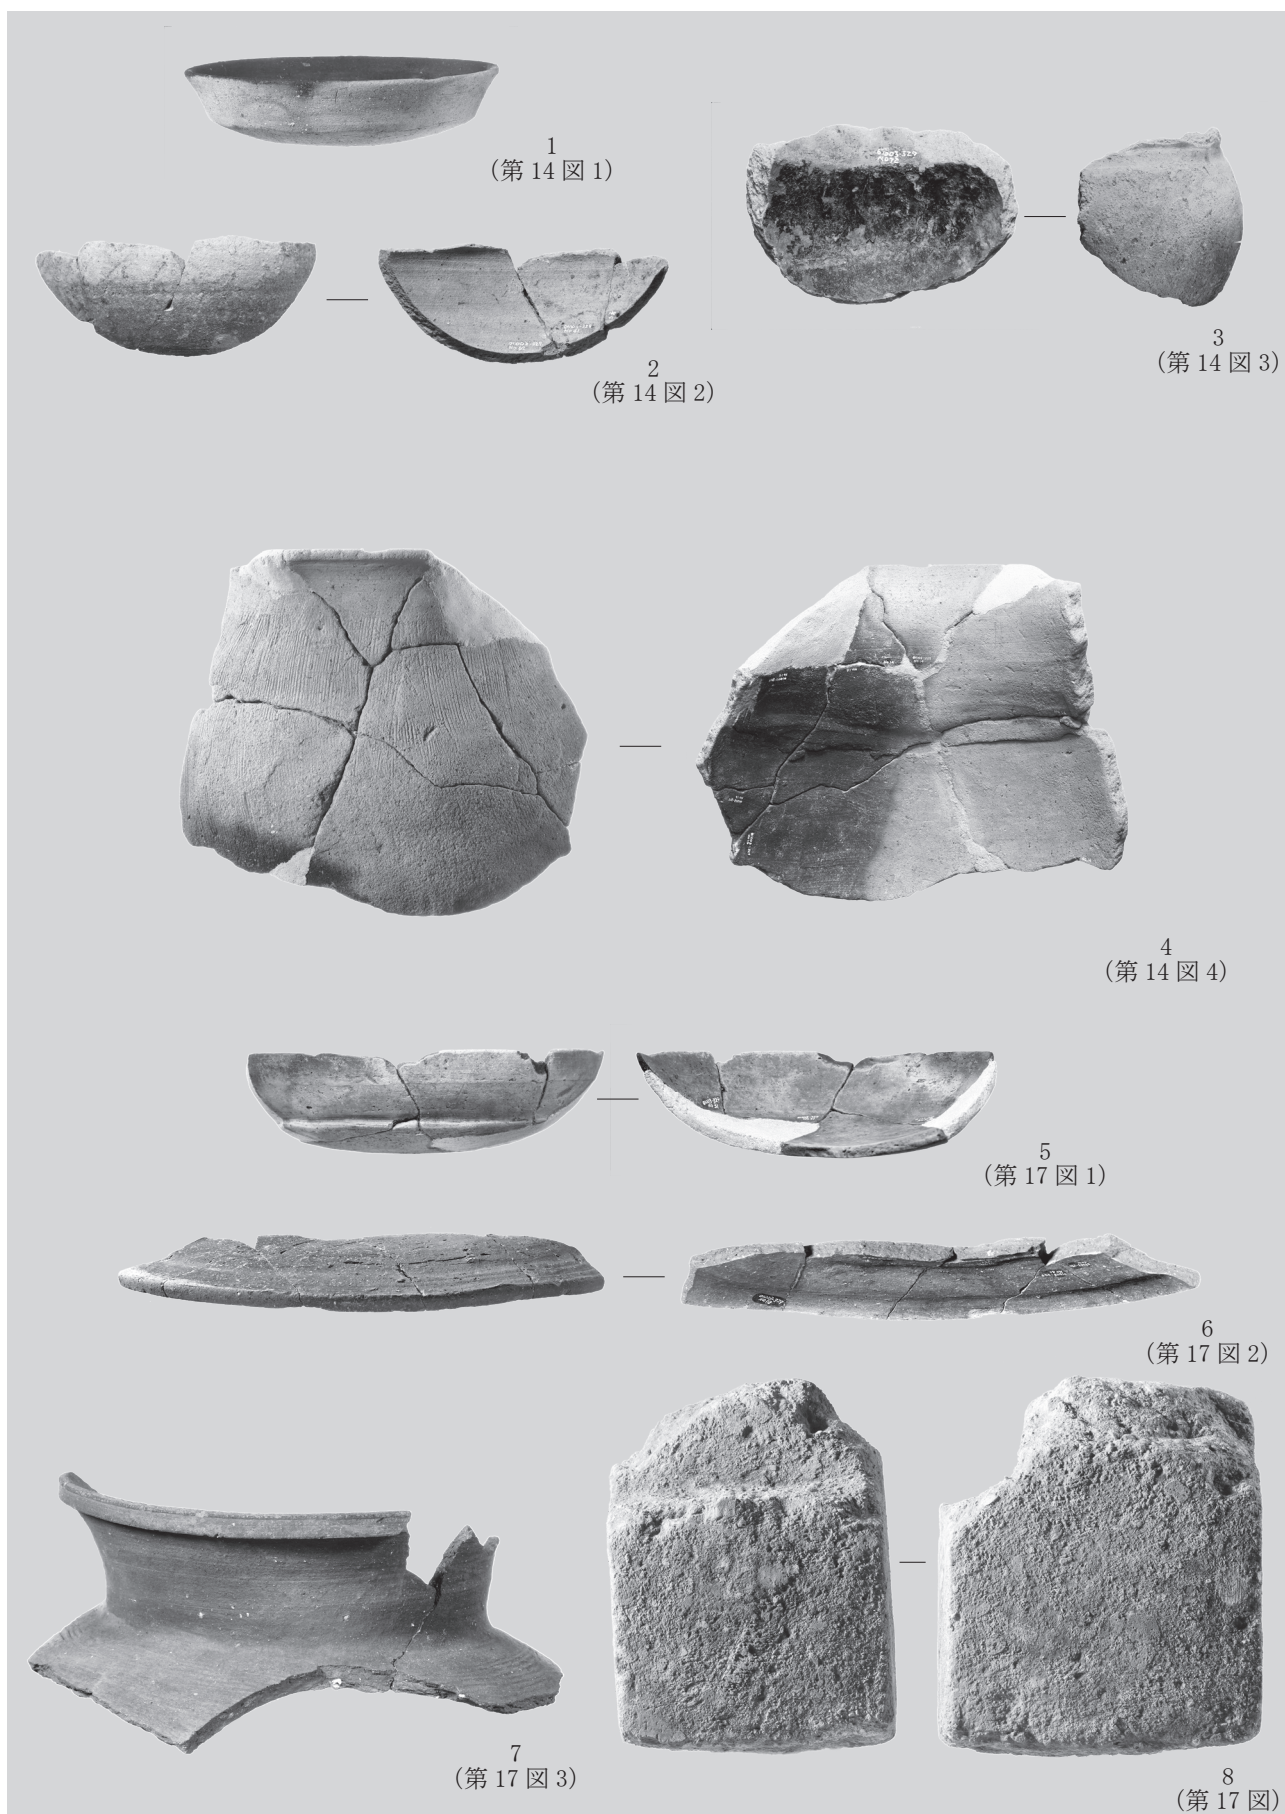 1
(第 14 図 1)
2
(第 14 図 2)
3
(第 14 図 3)
4
(第 14 図 4)
5
(第 17 図 1)
6
(第 17 図 2)
7
(第 17 図 3)
8
(第 17 図)